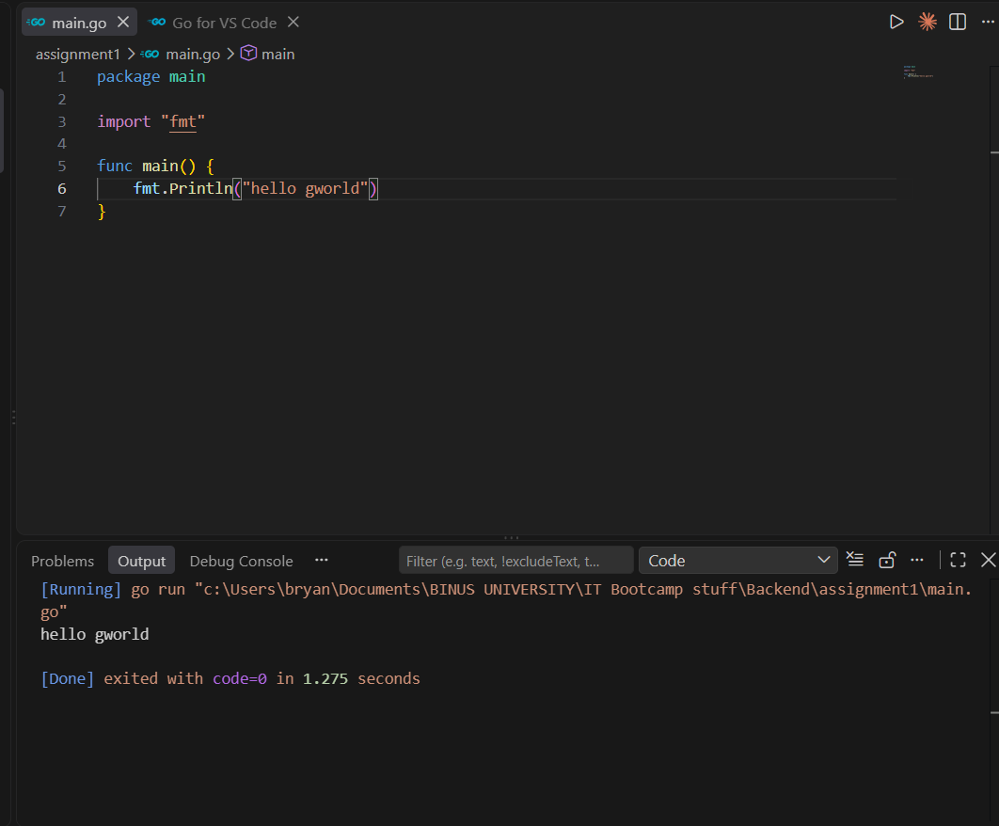 GO main.go
GO Go for VS Code
assignment1 > GO main.go > main
1 package main
2
3 import "fmt"
4
5 func main() {
6 fmt.Println("hello gworld")
7 }
Problems Output Debug Console ··· Filter (e.g. text, !excludeText, t... Code
[Running] go run "c:\Users\bryan\Documents\BINUS UNIVERSITY\IT Bootcamp stuff\Backend\assignment1\main.
go"
hello gworld
[Done] exited with code=0 in 1.275 seconds